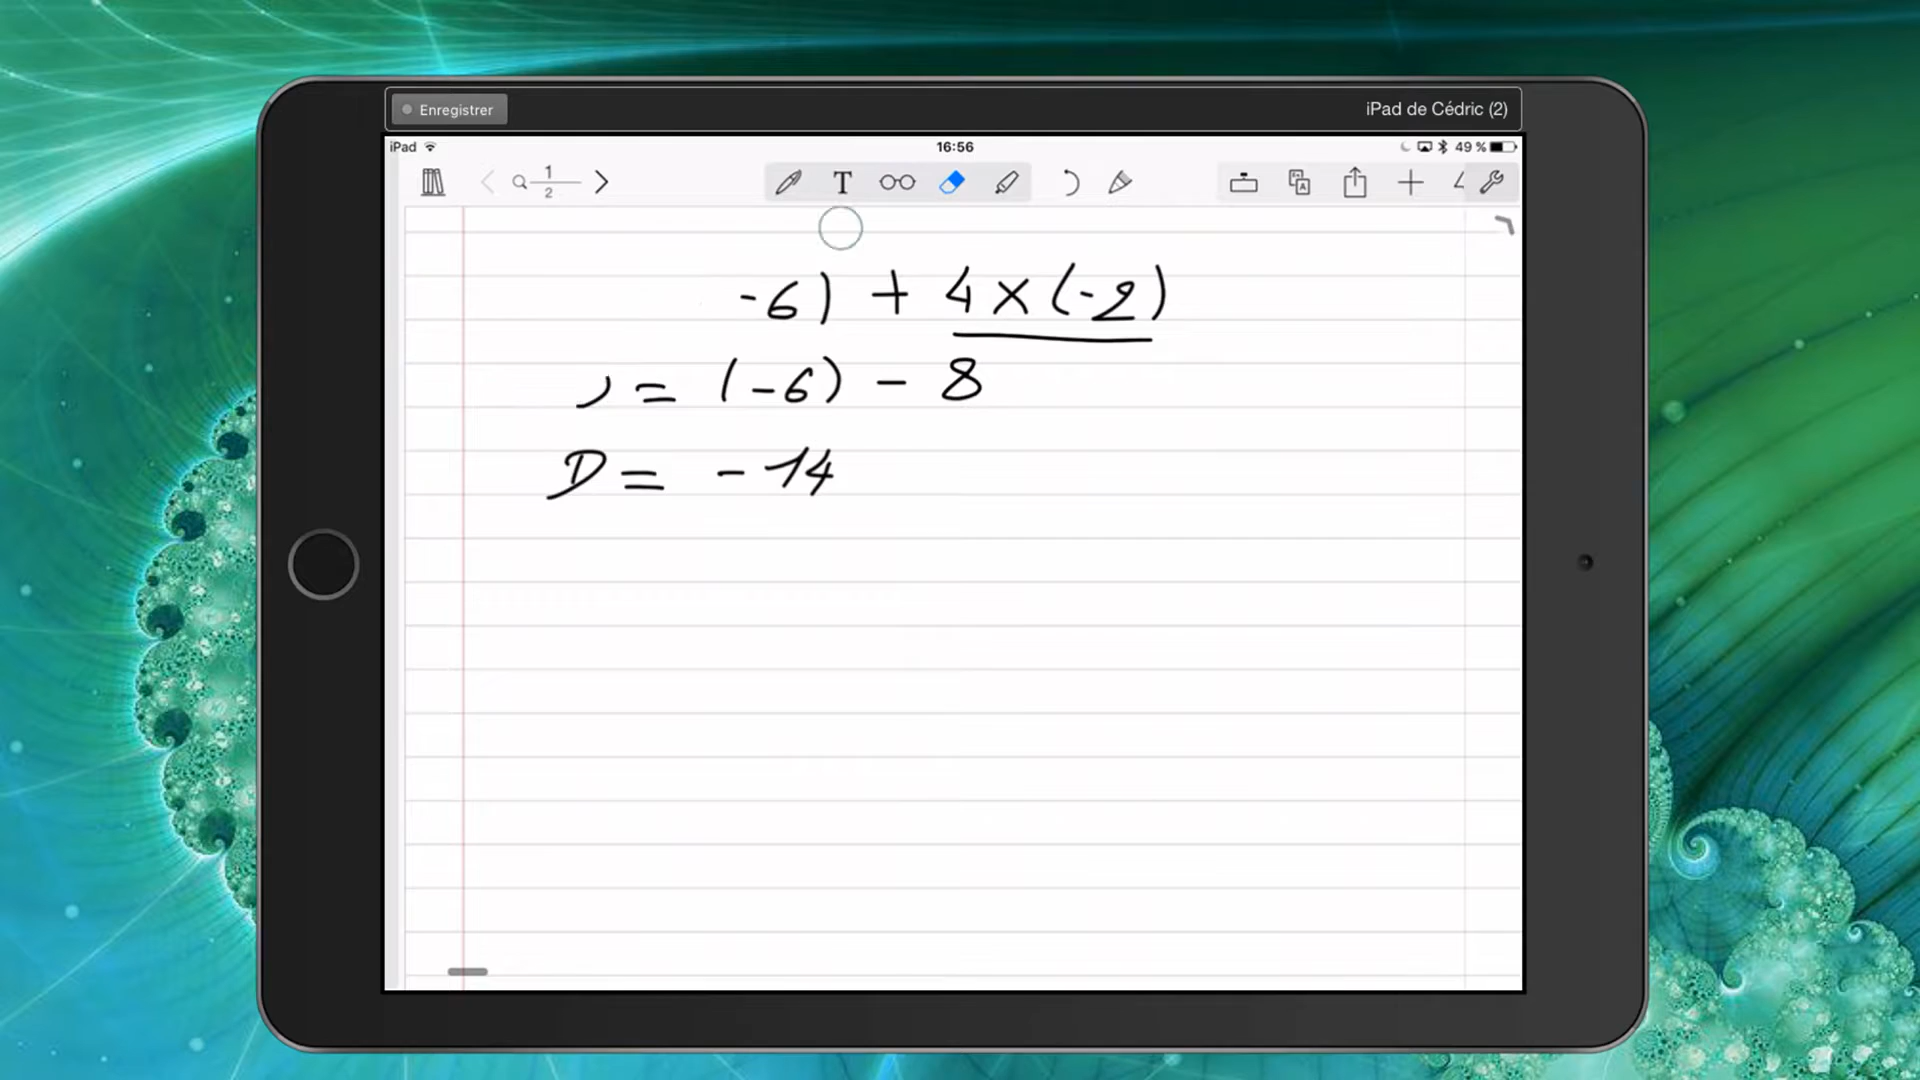 Enregistrer iPad de Cédric (2)
iPad 16:56 49 %
1
2
T
-6) + 4 × (-2)
= (-6) - 8
D = -14